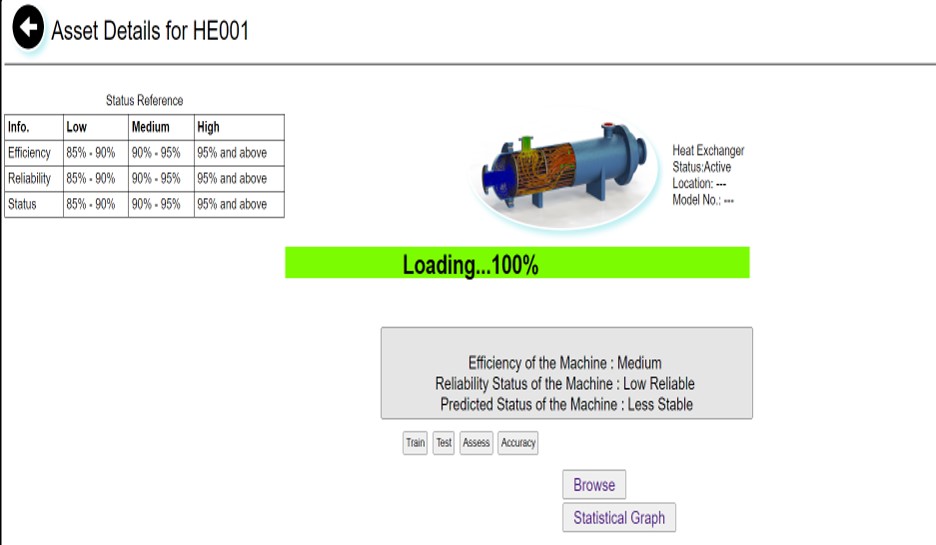 Asset Details for HE001
Status Reference
Info. Low Medium High
Efficiency 85% - 90% 90% - 95% 95% and above
Reliability 85% - 90% 90% - 95% 95% and above
Status 85% - 90% 90% - 95% 95% and above
Heat Exchanger
Status:Active
Location: ---
Model No.: ---
Loading...100%
Efficiency of the Machine : Medium
Reliability Status of the Machine : Low Reliable
Predicted Status of the Machine : Less Stable
Train Test Assess Accuracy
Browse
Statistical Graph